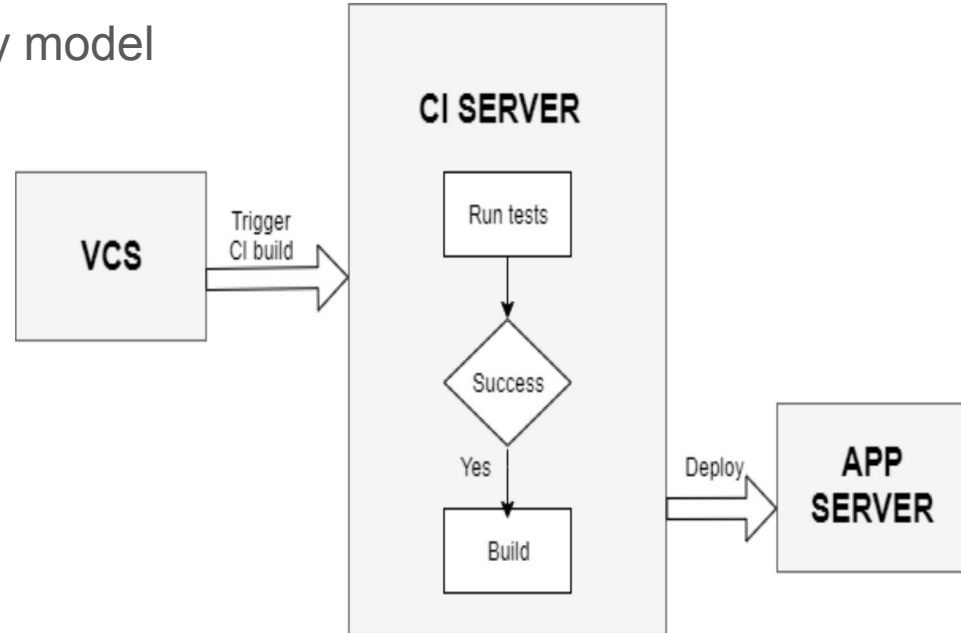 y model
CI SERVER
Run tests
Trigger
CI build
VCS
Success
Yes
Deploy
APP
SERVER
Build